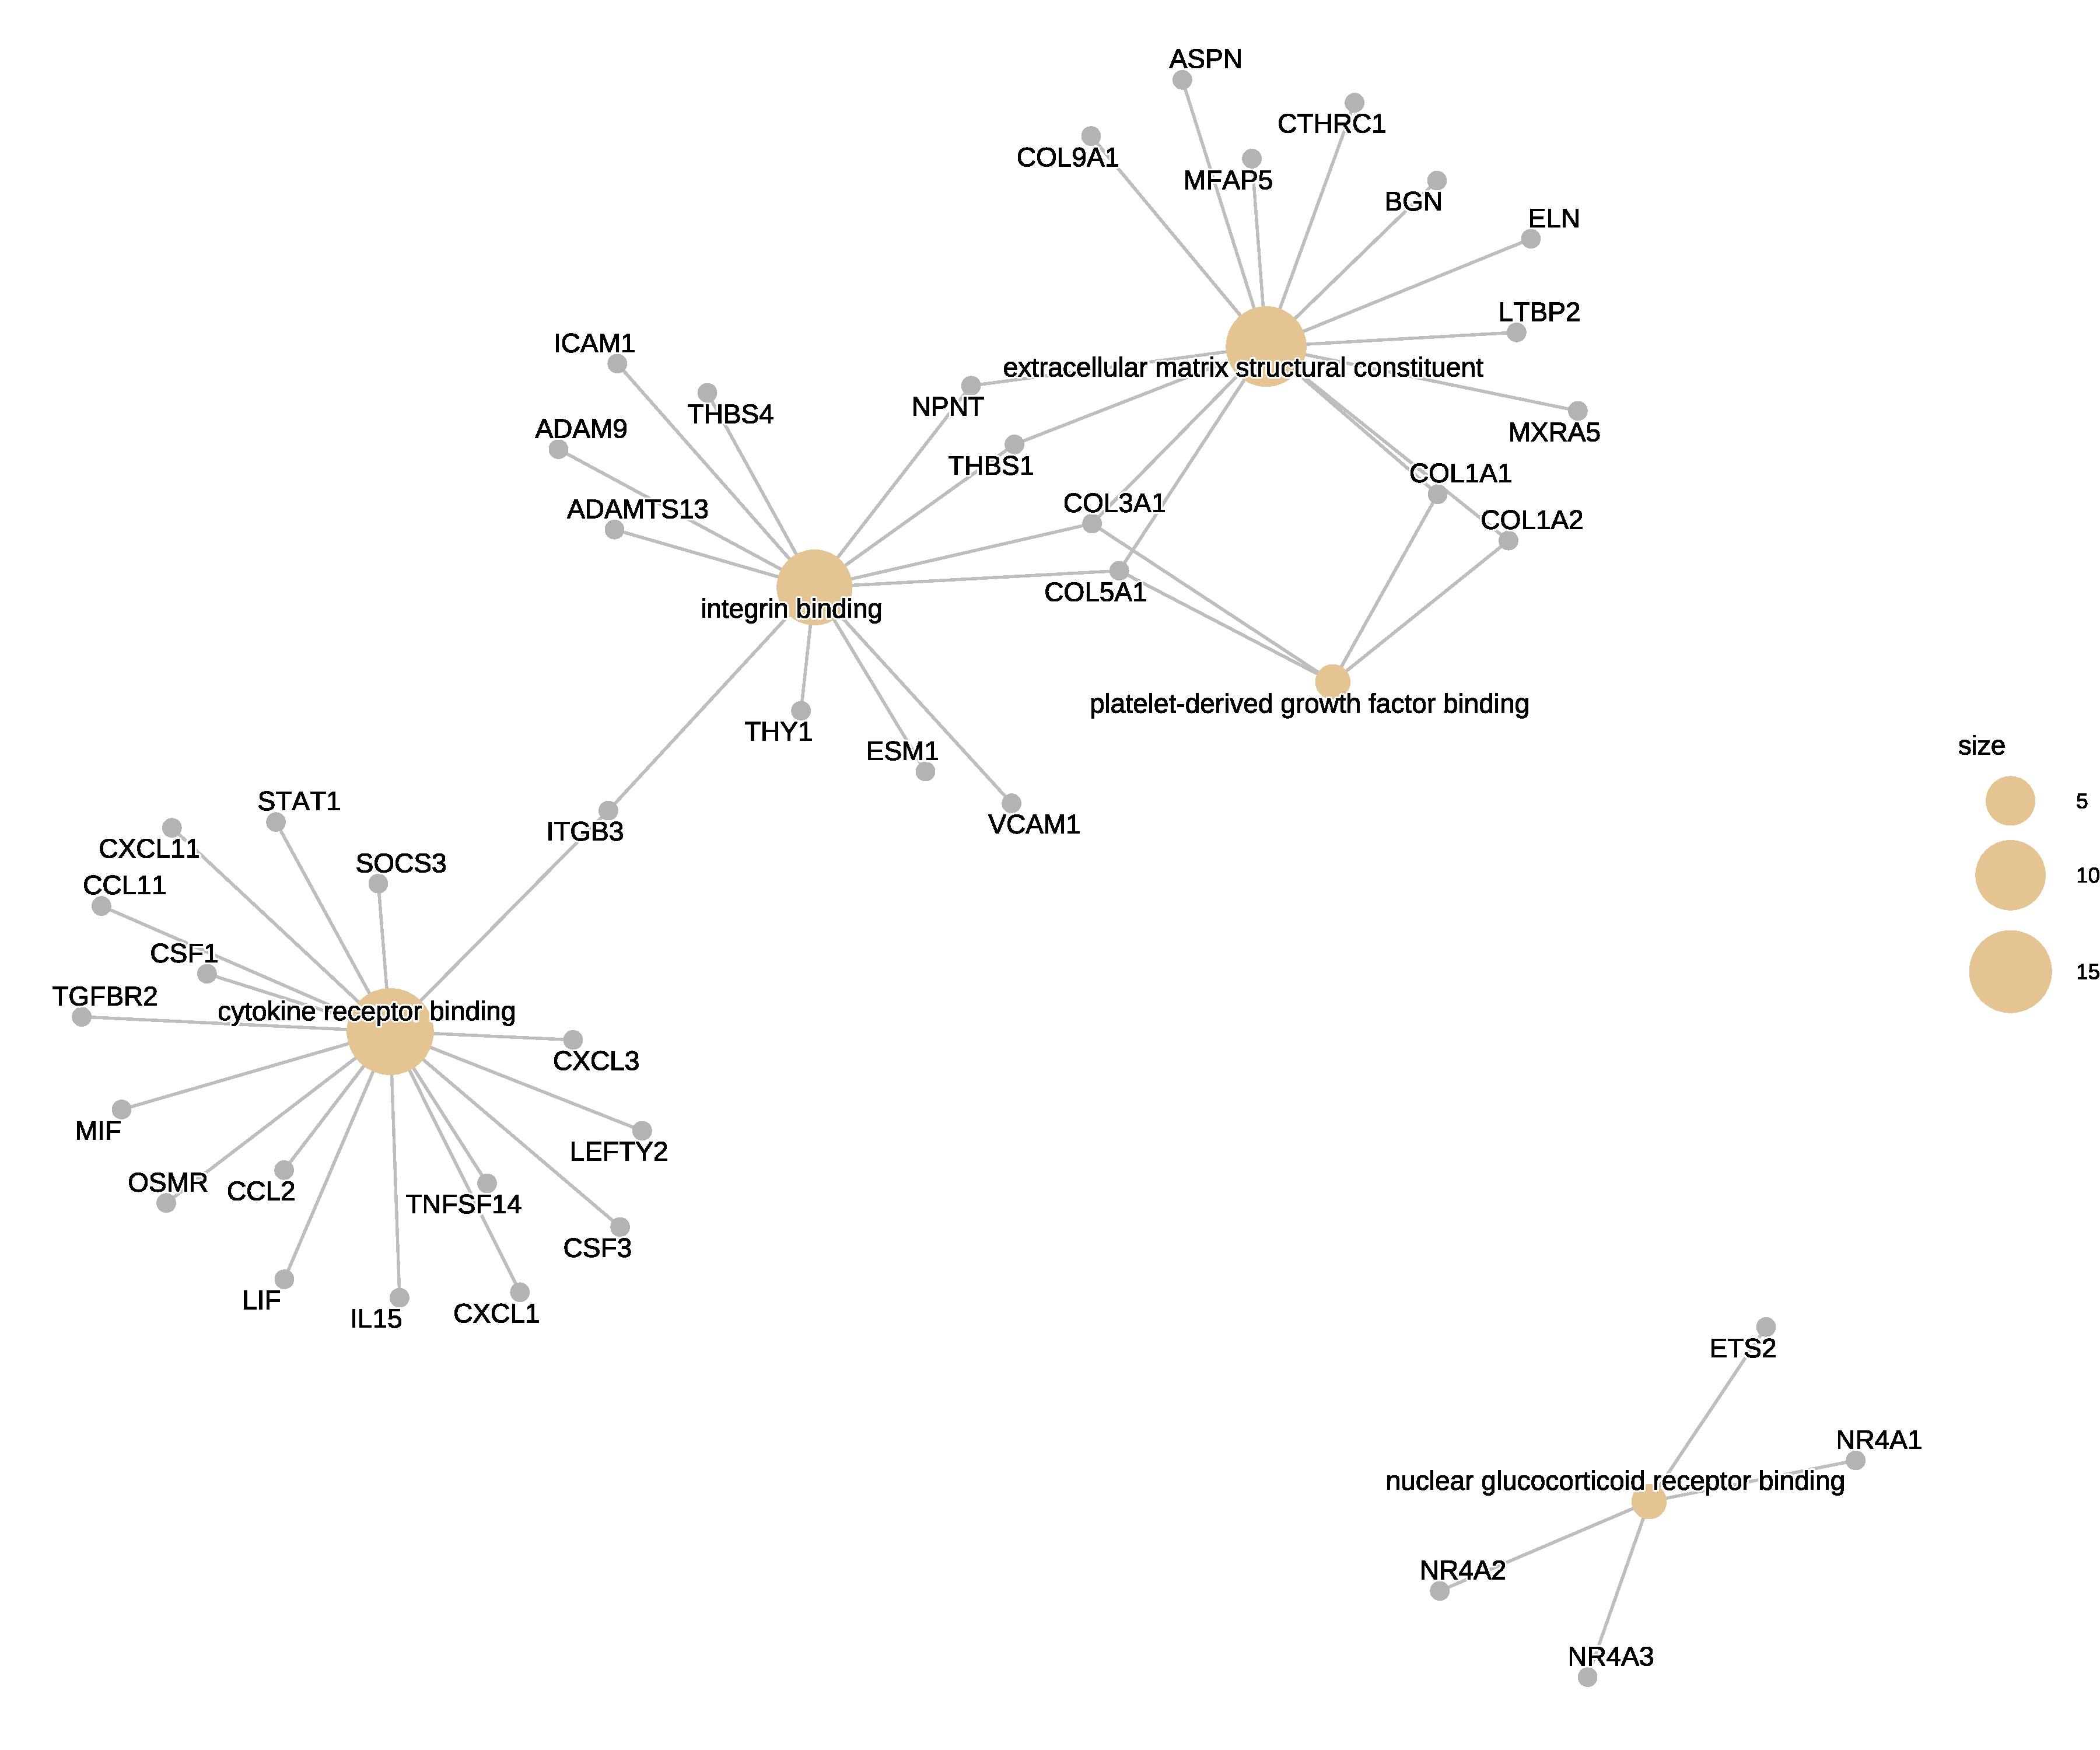 ASPN
CTHRC1
COL9A1
MFAP5
BGN
ELN
LTBP2
ICAM1
extracellular matrix structural constituent
NPNT
THBS4
ADAM9
MXRA5
THBS1
COL1A1
COL3A1
ADAMTS13
COL1A2
COL5A1
integrin binding
platelet-derived growth factor binding
THY1
ESM1
size
5
10
15
STAT1
VCAM1
ITGB3
CXCL11
SOCS3
CCL11
CSF1
TGFBR2
cytokine receptor binding
CXCL3
MIF
LEFTY2
OSMR
CCL2
TNFSF14
CSF3
LIF
IL15
CXCL1
ETS2
NR4A1
nuclear glucocorticoid receptor binding
NR4A2
NR4A3